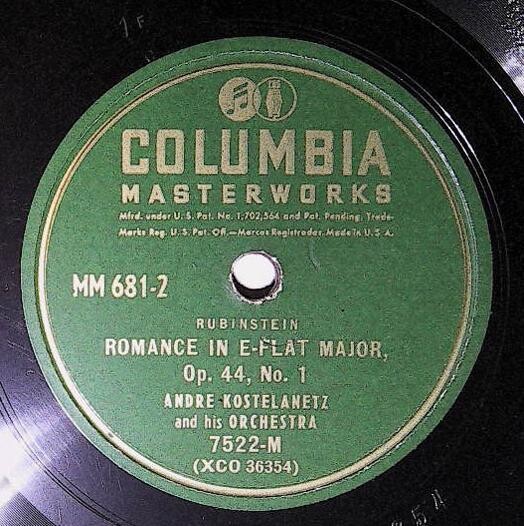 1F
COLUMBIA
MASTERWORKS
Mfrd. under U. S. Pat. No. 1,702,564 and Pat. Pending. Trade-
Marks Reg. U. S. Pat. Off.—Marcas Registradas. Made in U. S. A.
MM 681-2
RUBINSTEIN
ROMANCE IN E-FLAT MAJOR,
Op. 44, No. 1
ANDRE KOSTELANETZ
and his ORCHESTRA
7522-M
(XCO 36354)